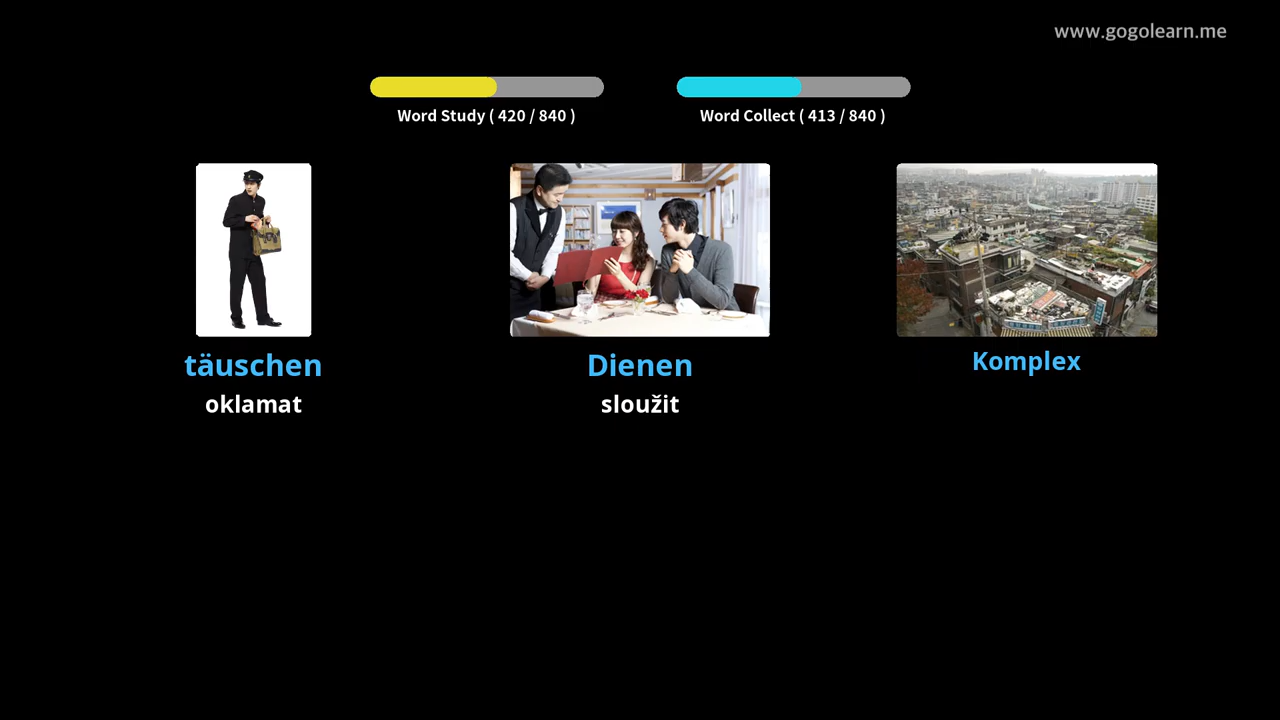 www.gogolearn.me
Word Study ( 420 / 840 )
Word Collect ( 413 / 840 )
täuschen
oklamat
Dienen
sloužit
Komplex